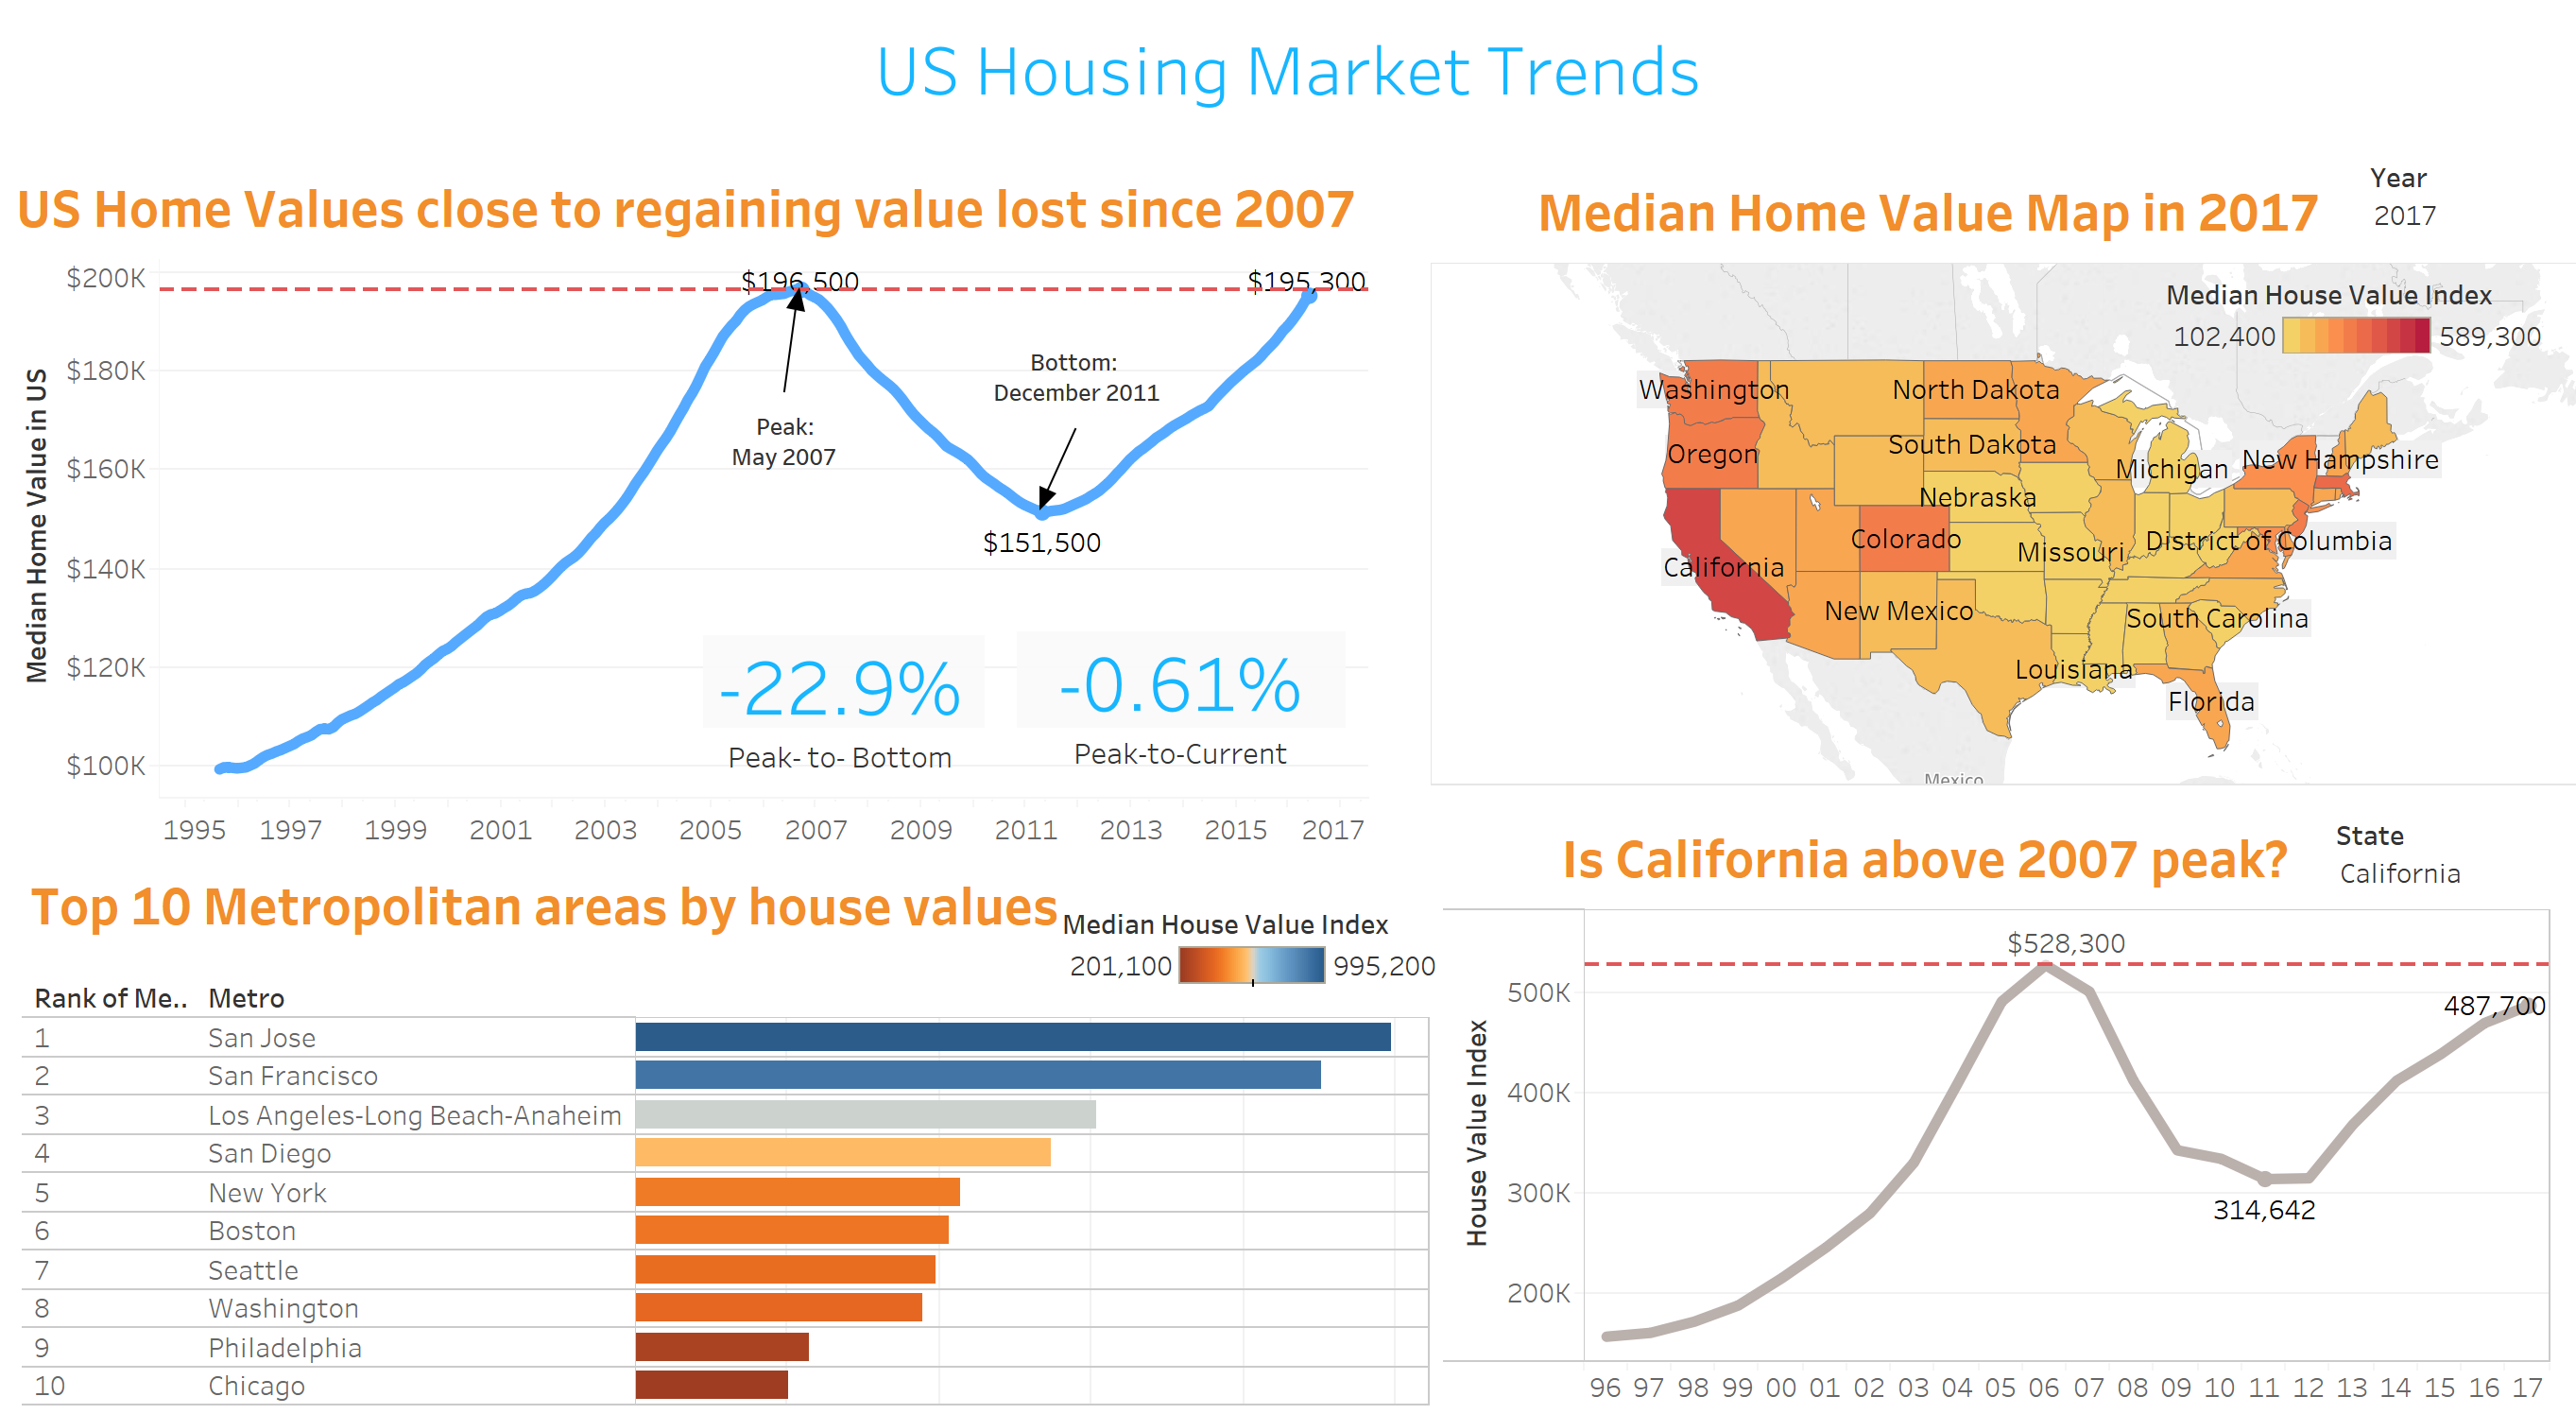 US Housing Market Trends
US Home Values close to regaining value lost since 2007
Median Home Value in US
$200K
$180K
$160K
$140K
$120K
$100K
$196,500
$195,300
Peak:
May 2007
Bottom:
December 2011
$151,500
-22.9%
Peak- to- Bottom
-0.61%
Peak-to-Current
1995 1997 1999 2001 2003 2005 2007 2009 2011 2013 2015 2017
Median Home Value Map in 2017
Year
2017
Median House Value Index
102,400 589,300
Washington
North Dakota
Oregon
South Dakota
Michigan
New Hampshire
Nebraska
Colorado
Missouri
District of Columbia
California
New Mexico
South Carolina
Louisiana
Florida
Mexico
Top 10 Metropolitan areas by house values
Median House Value Index
201,100 995,200
Rank of Me.. Metro
1 San Jose
2 San Francisco
3 Los Angeles-Long Beach-Anaheim
4 San Diego
5 New York
6 Boston
7 Seattle
8 Washington
9 Philadelphia
10 Chicago
Is California above 2007 peak?
State
California
House Value Index
500K
400K
300K
200K
$528,300
487,700
314,642
96 97 98 99 00 01 02 03 04 05 06 07 08 09 10 11 12 13 14 15 16 17